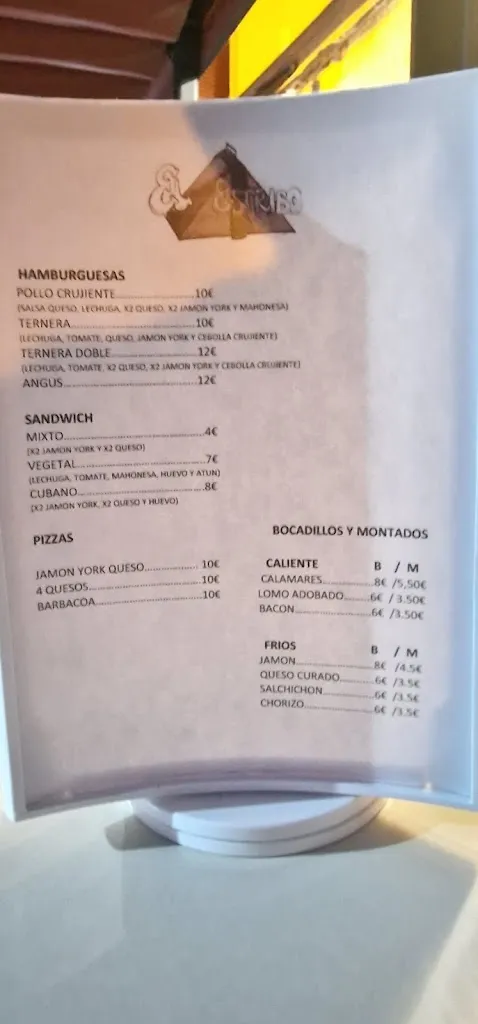 HAMBURGUESAS
POLLO CRUJIENTE....................10€
(SALSA QUESO, LECHUGA, X2 QUESO, X2 JAMON YORK Y MAHONESA)
TERNERA....................10€
(LECHUGA, TOMATE, QUESO, JAMON YORK Y CEBOLLA CRUJIENTE)
TERNERA DOBLE....................12€
(LECHUGA, TOMATE, X2 QUESO, X2 JAMON YORK Y CEBOLLA CRUJIENTE)
ANGUS....................12€
SANDWICH
MIXTO....................4€
(X2 JAMON YORK Y X2 QUESO)
VEGETAL....................7€
(LECHUGA, TOMATE, MAHONESA, HUEVO Y ATUN)
CUBANO....................8€
(X2 JAMON YORK, X2 QUESO Y HUEVO)
PIZZAS
JAMON YORK QUESO................ 10€
4 QUESOS....................10€
BARBACOA....................10€
BOCADILLOS Y MONTADOS
CALIENTE B / M
CALAMARES..............8€ /5,50€
LOMO ADOBADO.......6€ / 3.50€
BACON....................6€ /3.50€
FRIOS B / M
JAMON....................8€ /4.5€
QUESO CURADO.........6€ /3.5€
SALCHICHON.............6€ /3.5€
CHORIZO..................6€ /3.5€